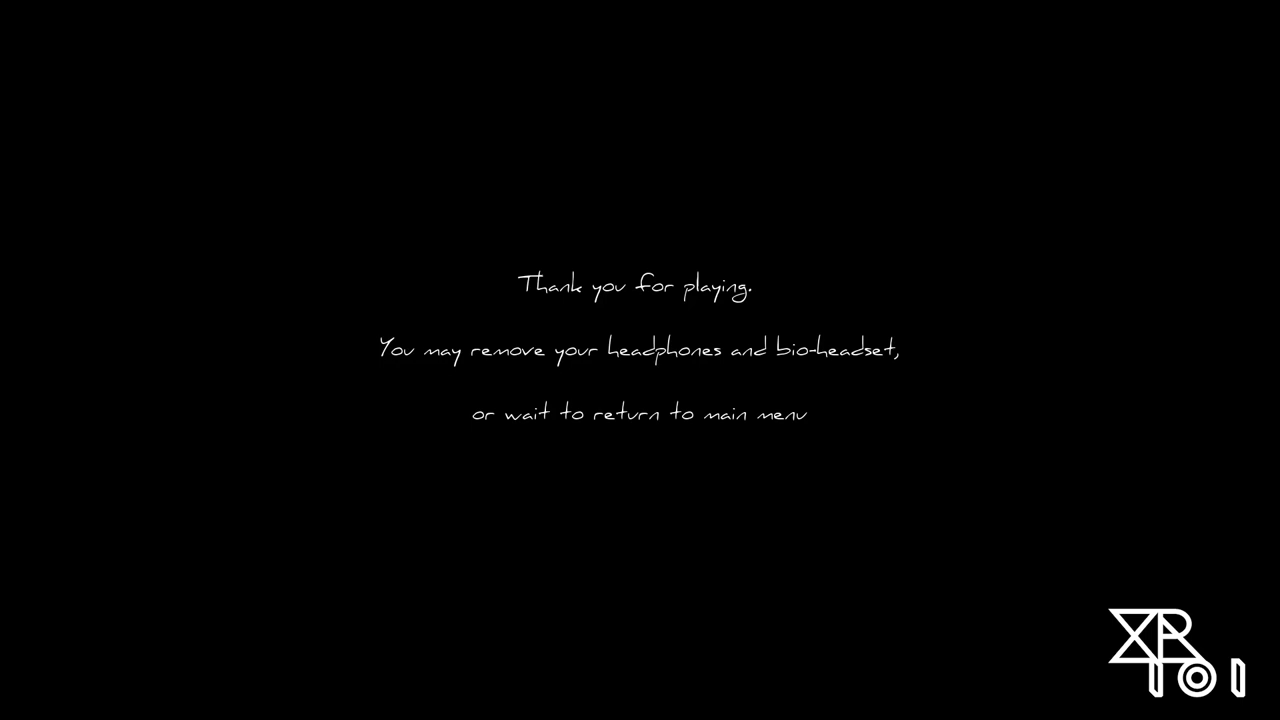 Thank you for playing.
You may remove your headphones and bio-headset,
or wait to return to main menu
XR
101